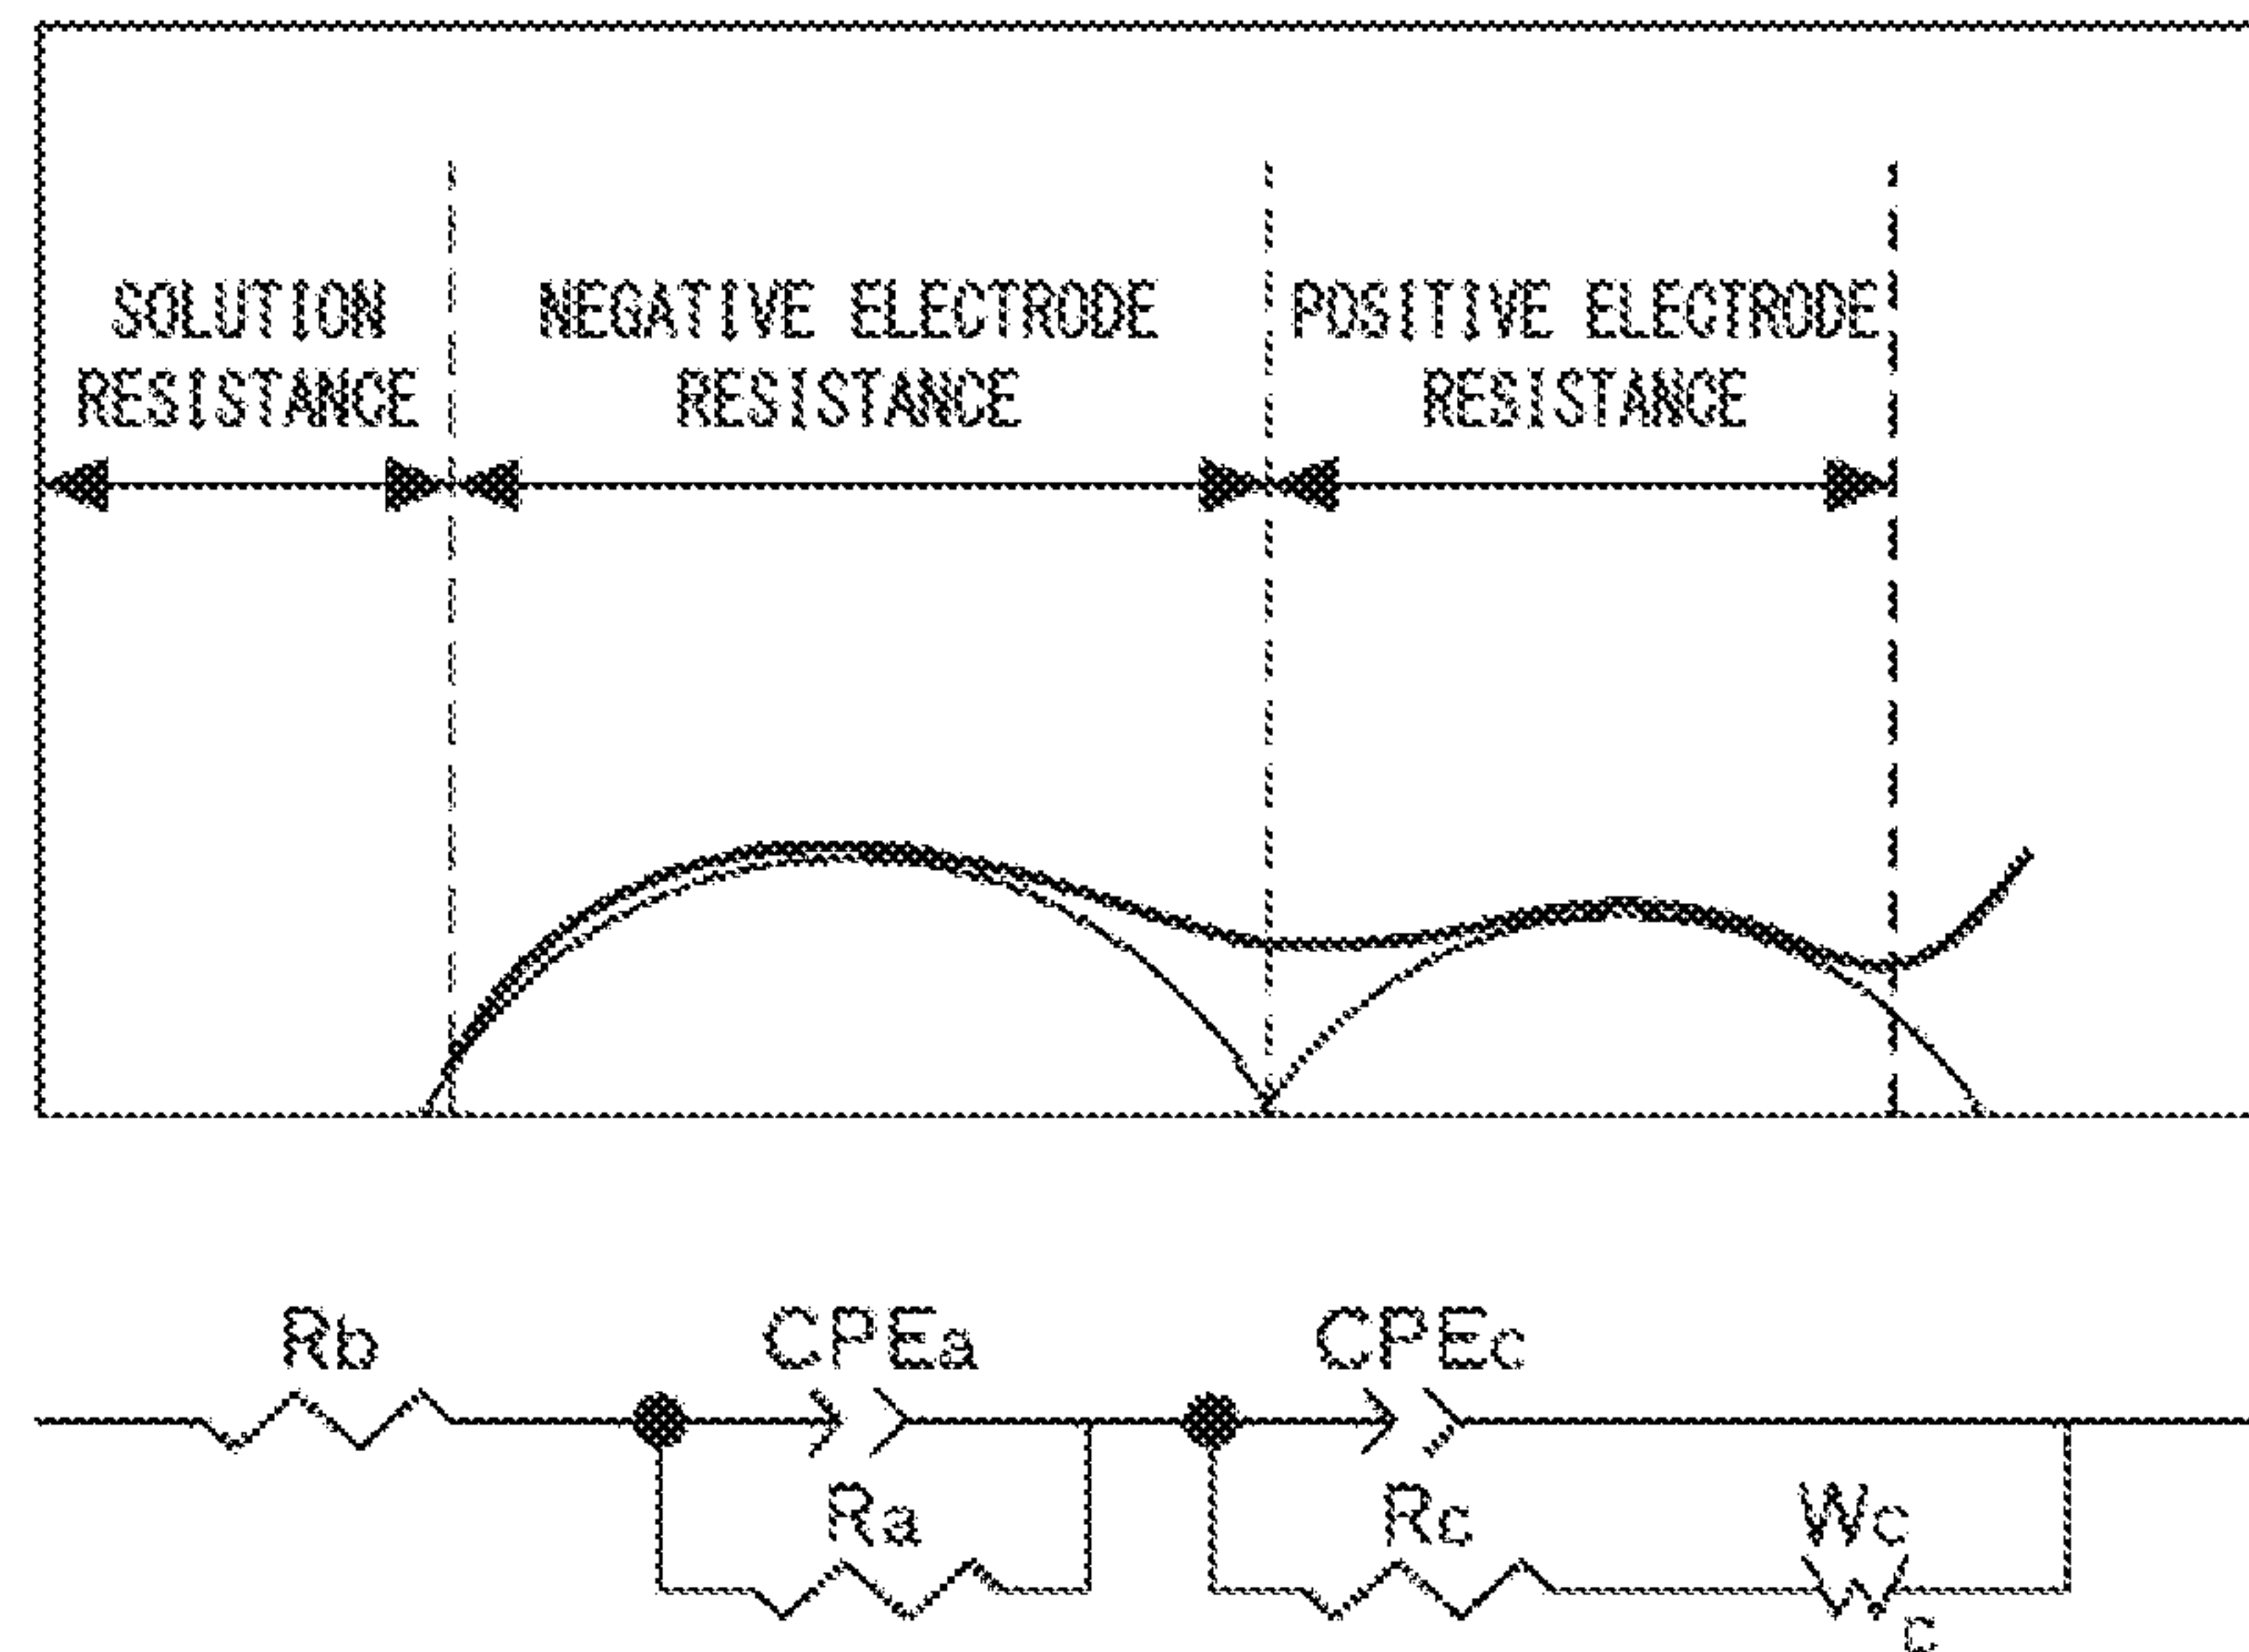 SOLUTION
RESISTANCE
NEGATIVE ELECTRODE
RESISTANCE
POSITIVE ELECTRODE
RESISTANCE
Rb
CPEa
CPEc
Ra
Rc
Wc
c